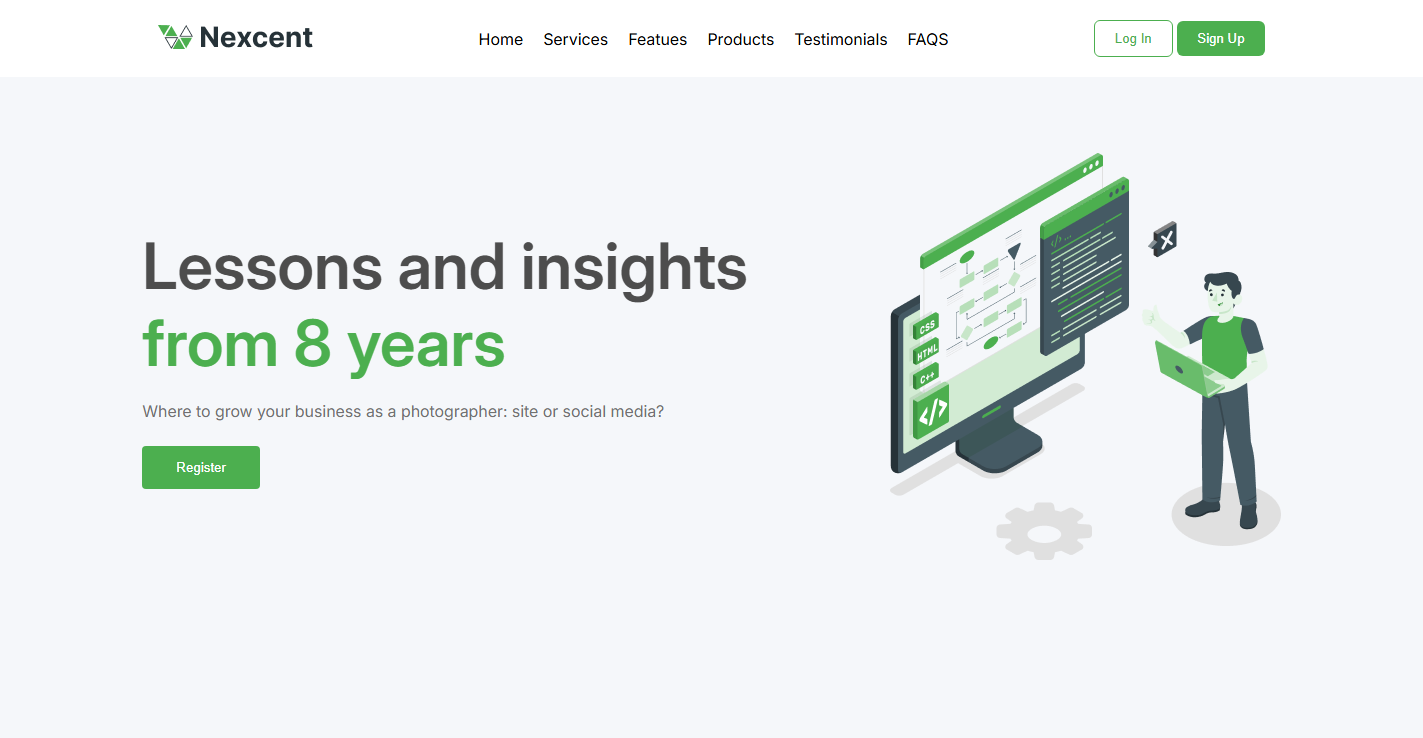 Nexcent
Home Services Featues Products Testimonials FAQS
Log In Sign Up
Lessons and insights
from 8 years
Where to grow your business as a photographer: site or social media?
Register
</> ...
CSS
HTML
C++
</>